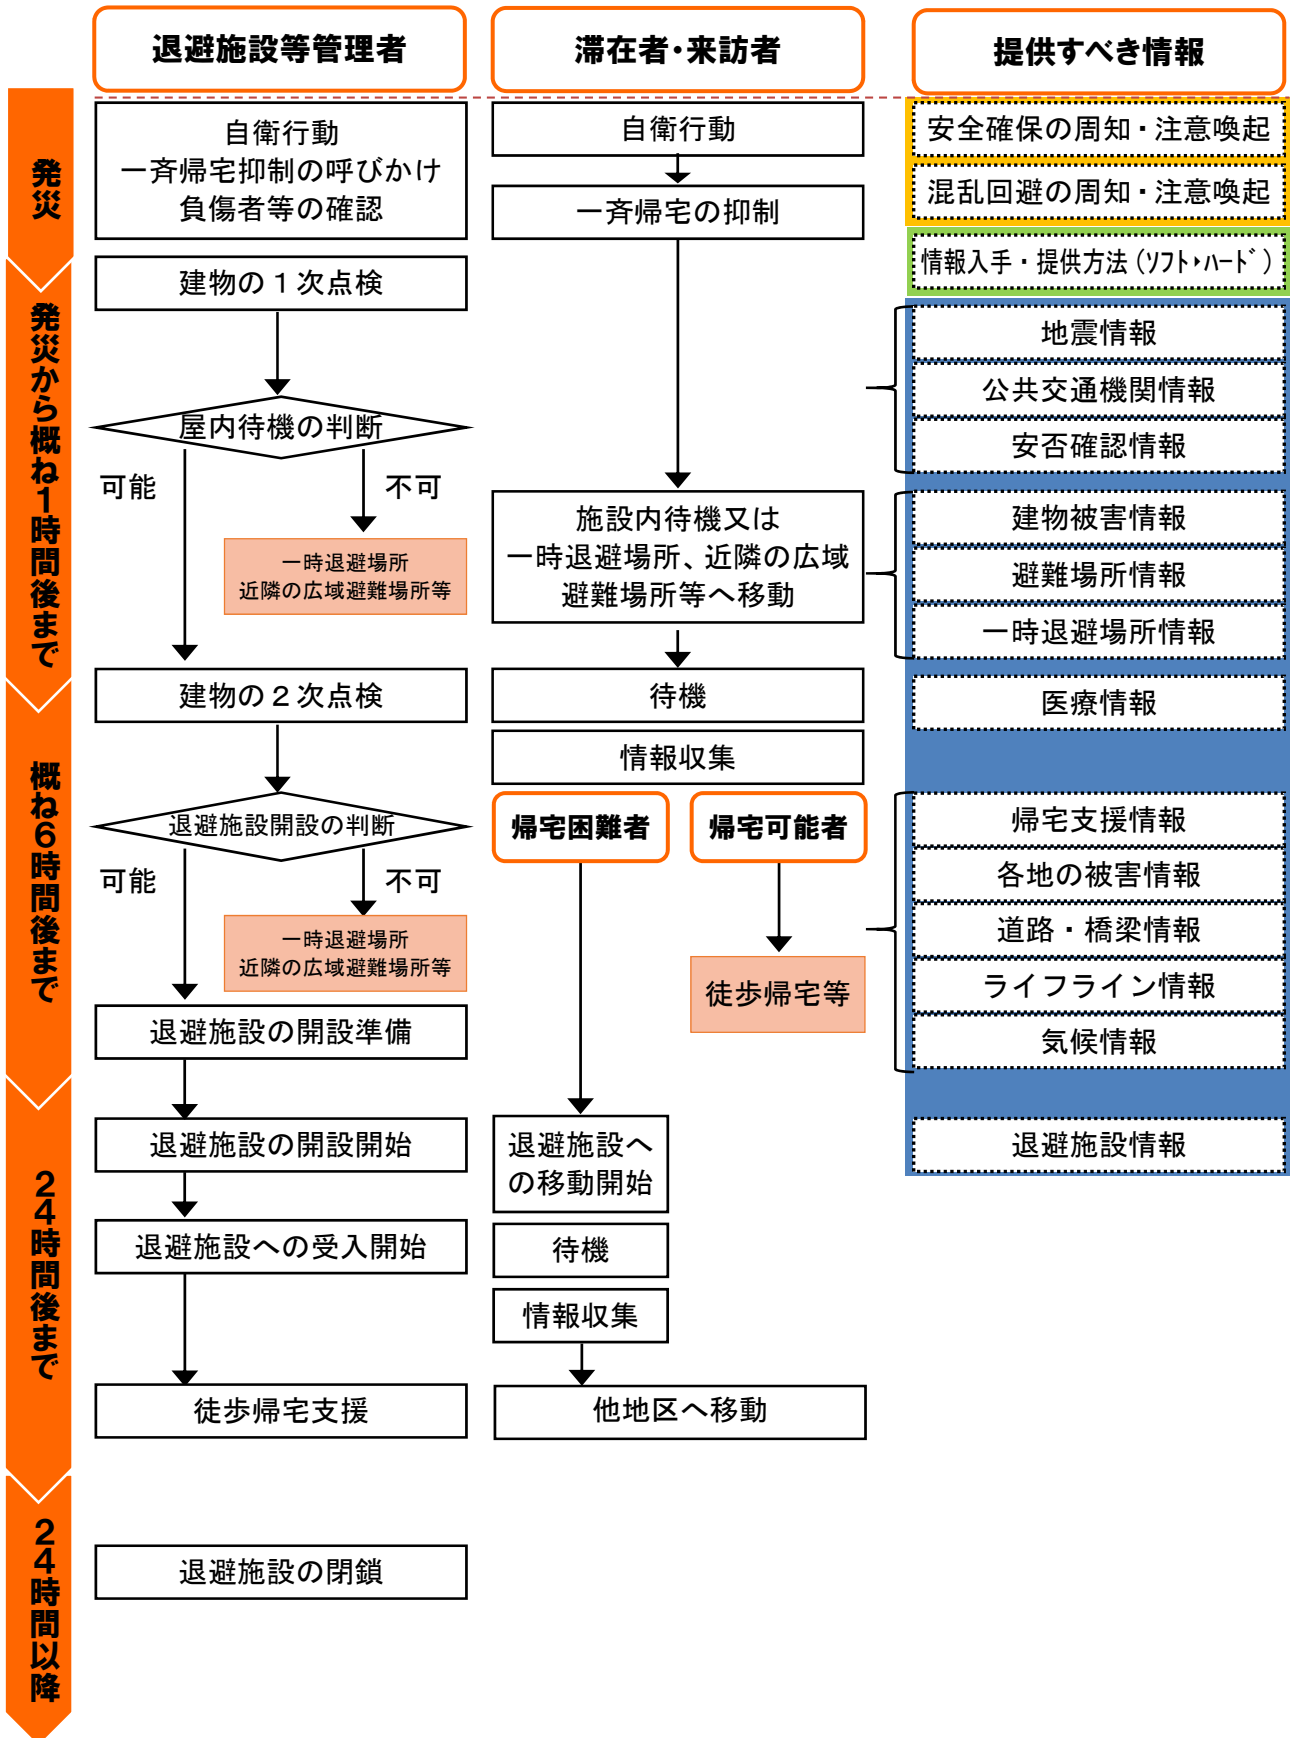 退避施設等管理者
滞在者・来訪者
提供すべき情報
発災
自衛行動
一斉帰宅抑制の呼びかけ
負傷者等の確認
自衛行動
一斉帰宅の抑制
安全確保の周知・注意喚起
混乱回避の周知・注意喚起
情報入手・提供方法(ソフト・ハード)
発災から概ね1時間後まで
建物の1次点検
屋内待機の判断
可能
不可
一時退避場所
近隣の広域避難場所等
施設内待機又は
一時退避場所、近隣の広域
避難場所等へ移動
地震情報
公共交通機関情報
安否確認情報
建物被害情報
避難場所情報
一時退避場所情報
概ね6時間後まで
建物の2次点検
退避施設開設の判断
可能
不可
一時退避場所
近隣の広域避難場所等
退避施設の開設準備
待機
情報収集
帰宅困難者
帰宅可能者
徒歩帰宅等
医療情報
帰宅支援情報
各地の被害情報
道路・橋梁情報
ライフライン情報
気候情報
24時間後まで
退避施設の開設開始
退避施設への受入開始
徒歩帰宅支援
退避施設へ
の移動開始
待機
情報収集
他地区へ移動
退避施設情報
24時間以降
退避施設の閉鎖